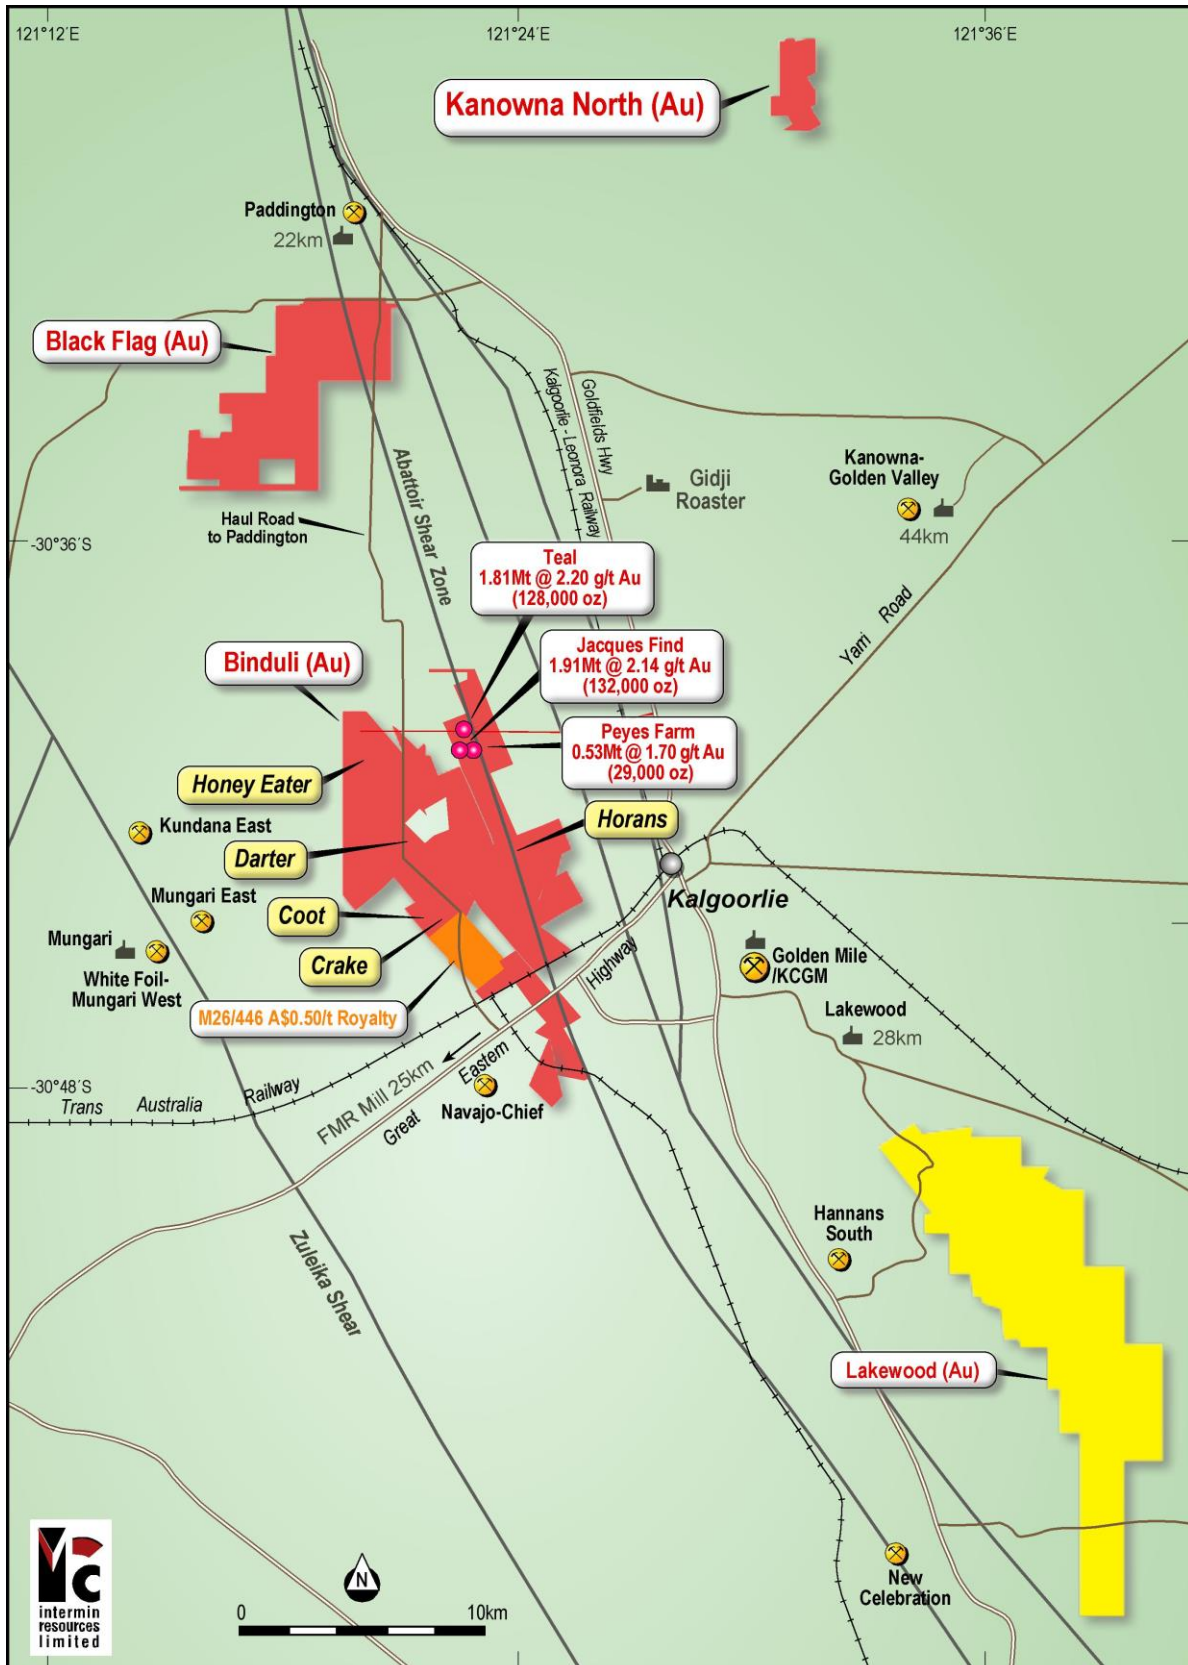 121°12´E
121°24´E
121°36´E
Kanowna North (Au)
Paddington
22km
Black Flag (Au)
Goldfields Hwy
Kalgoorlie - Leonora Railway
Abattoir Shear Zone
Gidji
Roaster
Kanowna-
Golden Valley
44km
Haul Road
to Paddington
-30°36´S
Teal
1.81Mt @ 2.20 g/t Au
(128,000 oz)
Yarri Road
Jacques Find
1.91Mt @ 2.14 g/t Au
(132,000 oz)
Binduli (Au)
Peyes Farm
0.53Mt @ 1.70 g/t Au
(29,000 oz)
Honey Eater
Horans
Kundana East
Darter
Kalgoorlie
Mungari East
Coot
Mungari
White Foil-
Mungari West
Crake
Highway
Golden Mile
/KCGM
M26/446 A$0.50/t Royalty
Lakewood
28km
Eastern
Great
FMR Mill 25km
-30°48´S
Trans Australia Railway
Navajo-Chief
Hannans
South
Zuleika Shear
Lakewood (Au)
New
Celebration
N
0
10km
intermin
resources
limited